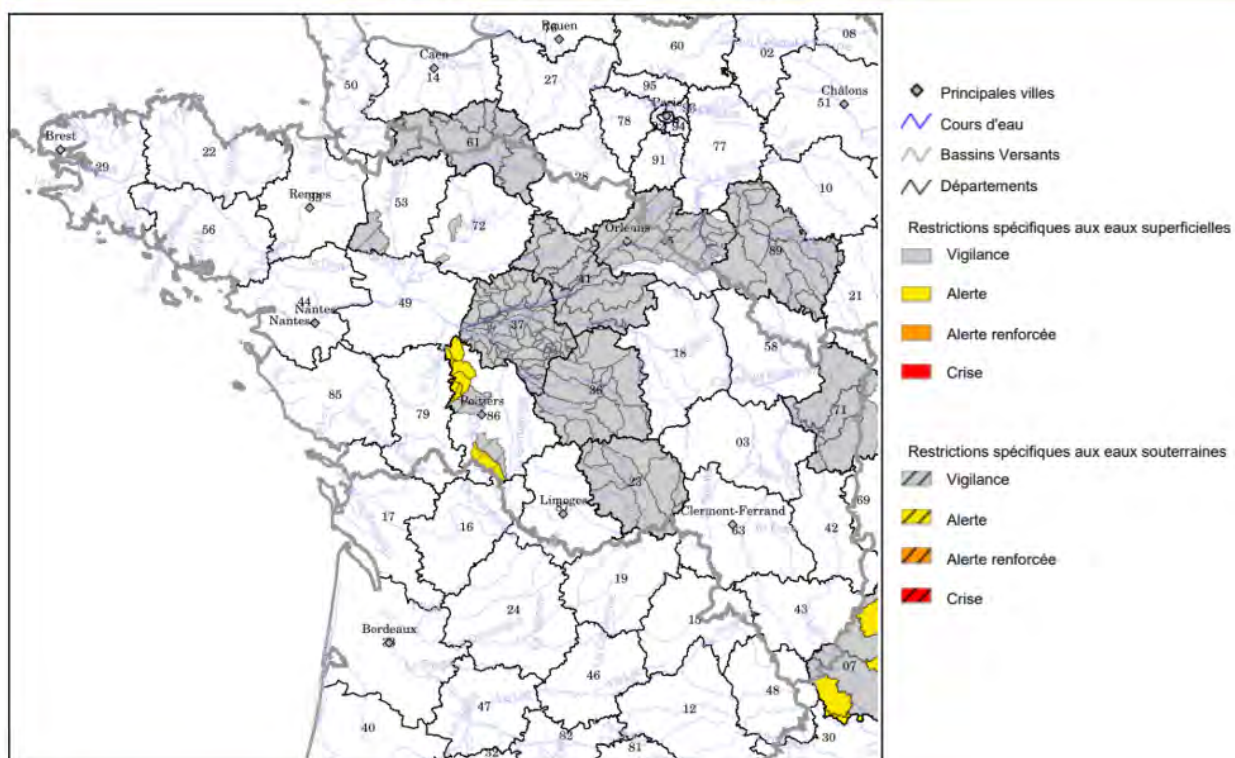 Rouen
60
02
08
Caen
14
27
50
95
Châlons
51
Paris
78
94
77
91
Brest
29
22
61
28
10
Rennes
53
72
56
Orléans
89
41
21
44
Nantes
Nantes
49
37
58
18
85
36
79
Poitiers
86
71
03
23
69
Limoges
Clermont-Ferrand
63
42
17
16
19
43
24
15
Bordeaux
07
46
48
47
12
40
30
82
81
32
Principales villes
Cours d'eau
Bassins Versants
Départements
Restrictions spécifiques aux eaux superficielles
Vigilance
Alerte
Alerte renforcée
Crise
Restrictions spécifiques aux eaux souterraines
Vigilance
Alerte
Alerte renforcée
Crise